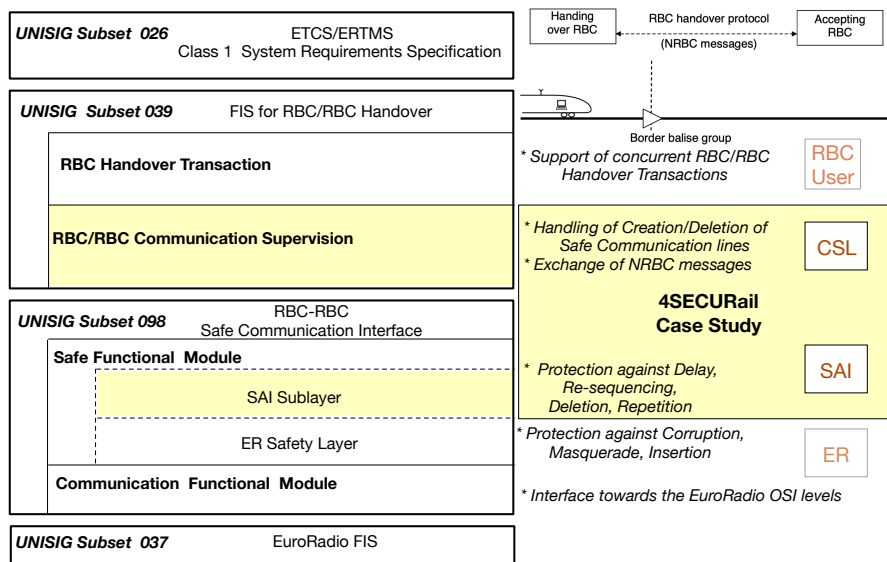 UNISIG Subset 026
ETCS/ERTMS
Class 1 System Requirements Specification
Handing
over RBC
RBC handover protocol
(NRBC messages)
Accepting
RBC
Border balise group
UNISIG Subset 039
FIS for RBC/RBC Handover
RBC Handover Transaction
* Support of concurrent RBC/RBC
Handover Transactions
RBC
User
RBC/RBC Communication Supervision
* Handling of Creation/Deletion of
Safe Communication lines
* Exchange of NRBC messages
CSL
4SECURail
Case Study
UNISIG Subset 098
RBC-RBC
Safe Communication Interface
Safe Functional Module
SAI Sublayer
* Protection against Delay,
Re-sequencing,
Deletion, Repetition
SAI
ER Safety Layer
* Protection against Corruption,
Masquerade, Insertion
ER
Communication Functional Module
* Interface towards the EuroRadio OSI levels
UNISIG Subset 037
EuroRadio FIS